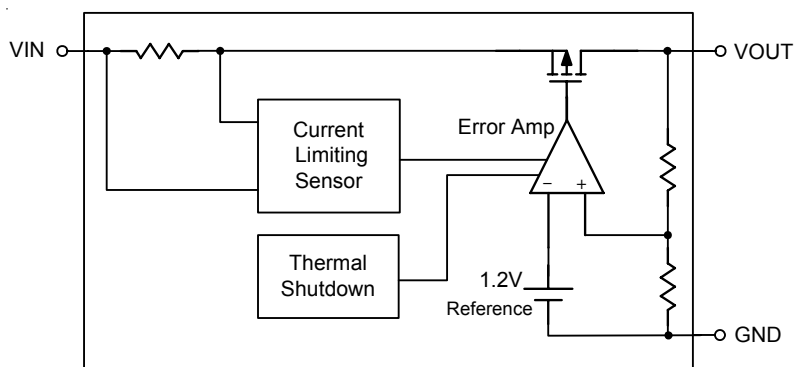 VIN
VOUT
Error Amp
Current
Limiting
Sensor
− +
Thermal
Shutdown
1.2V
Reference
GND